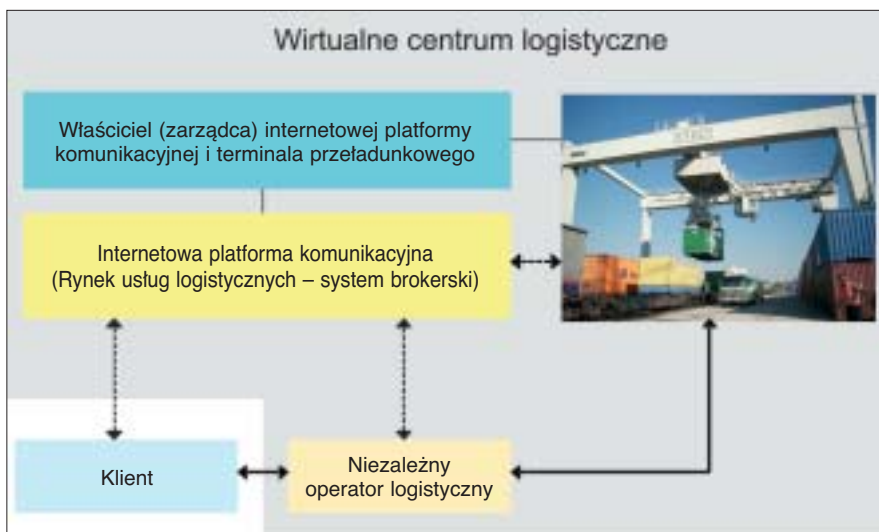 Wirtualne centrum logistyczne
Właściciel (zarządca) internetowej platformy
komunikacyjnej i terminala przeładunkowego
Internetowa platforma komunikacyjna
(Rynek usług logistycznych – system brokerski)
Klient
Niezależny
operator logistyczny